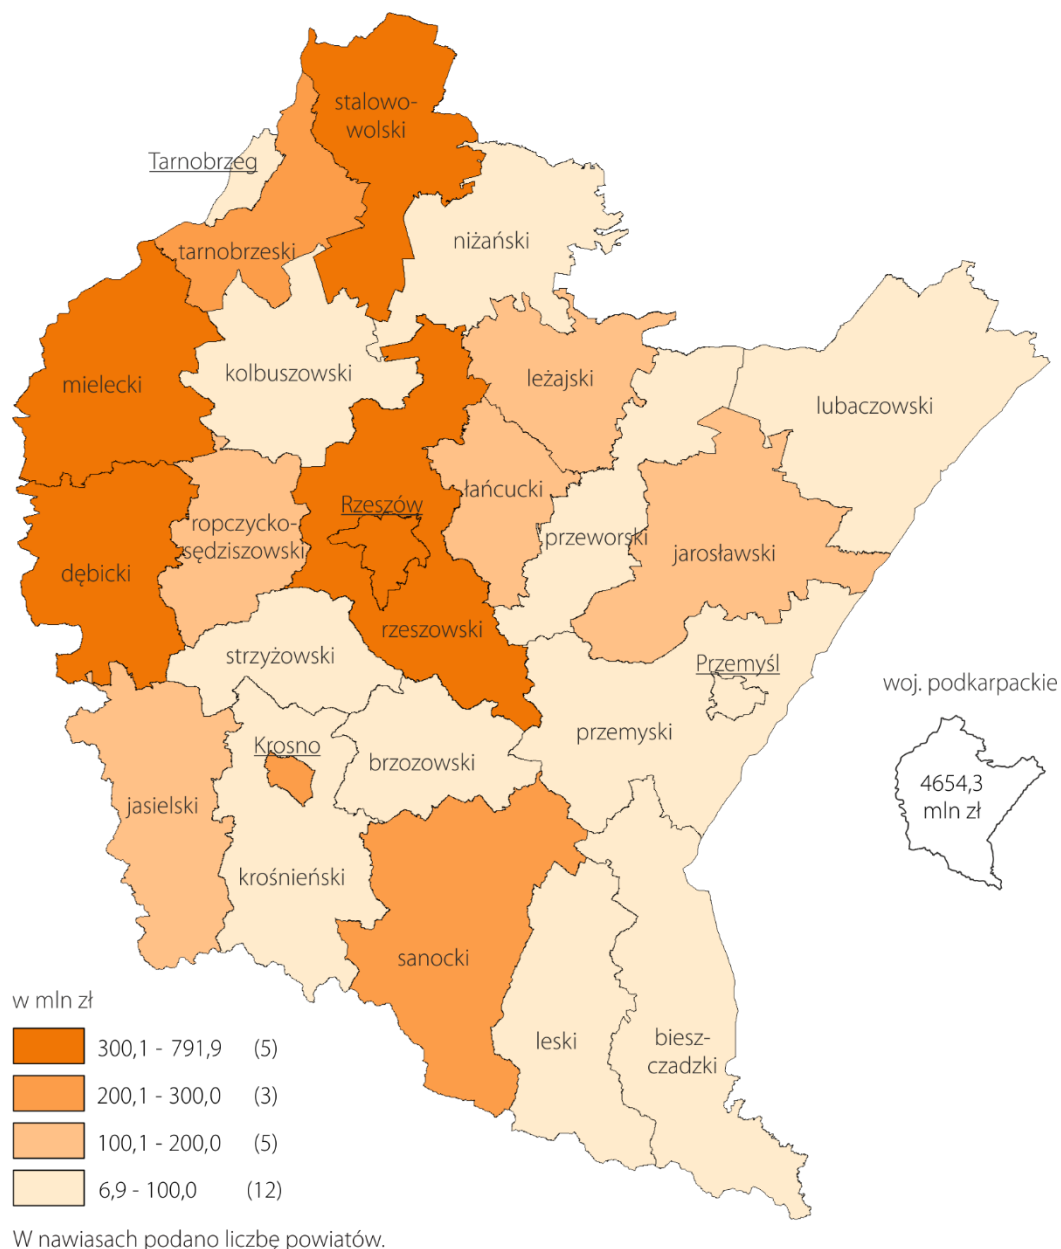 stalowo-
wolski
Tarnobrzeg
niżański
tarnobrzeski
mielecki
kolbuszowski
leżajski
lubaczowski
łańcucki
Rzeszów
ropczycko-
sędziszowski
przeworski
jarosławski
dębicki
rzeszowski
strzyżowski
Przemyśl
woj. podkarpackie
przemyski
Krosno
brzozowski
4654,3
mln zł
jasielski
krośnieński
sanocki
leski
biesz-
czadzki
w mln zł
300,1 - 791,9 (5)
200,1 - 300,0 (3)
100,1 - 200,0 (5)
6,9 - 100,0 (12)
W nawiasach podano liczbę powiatów.